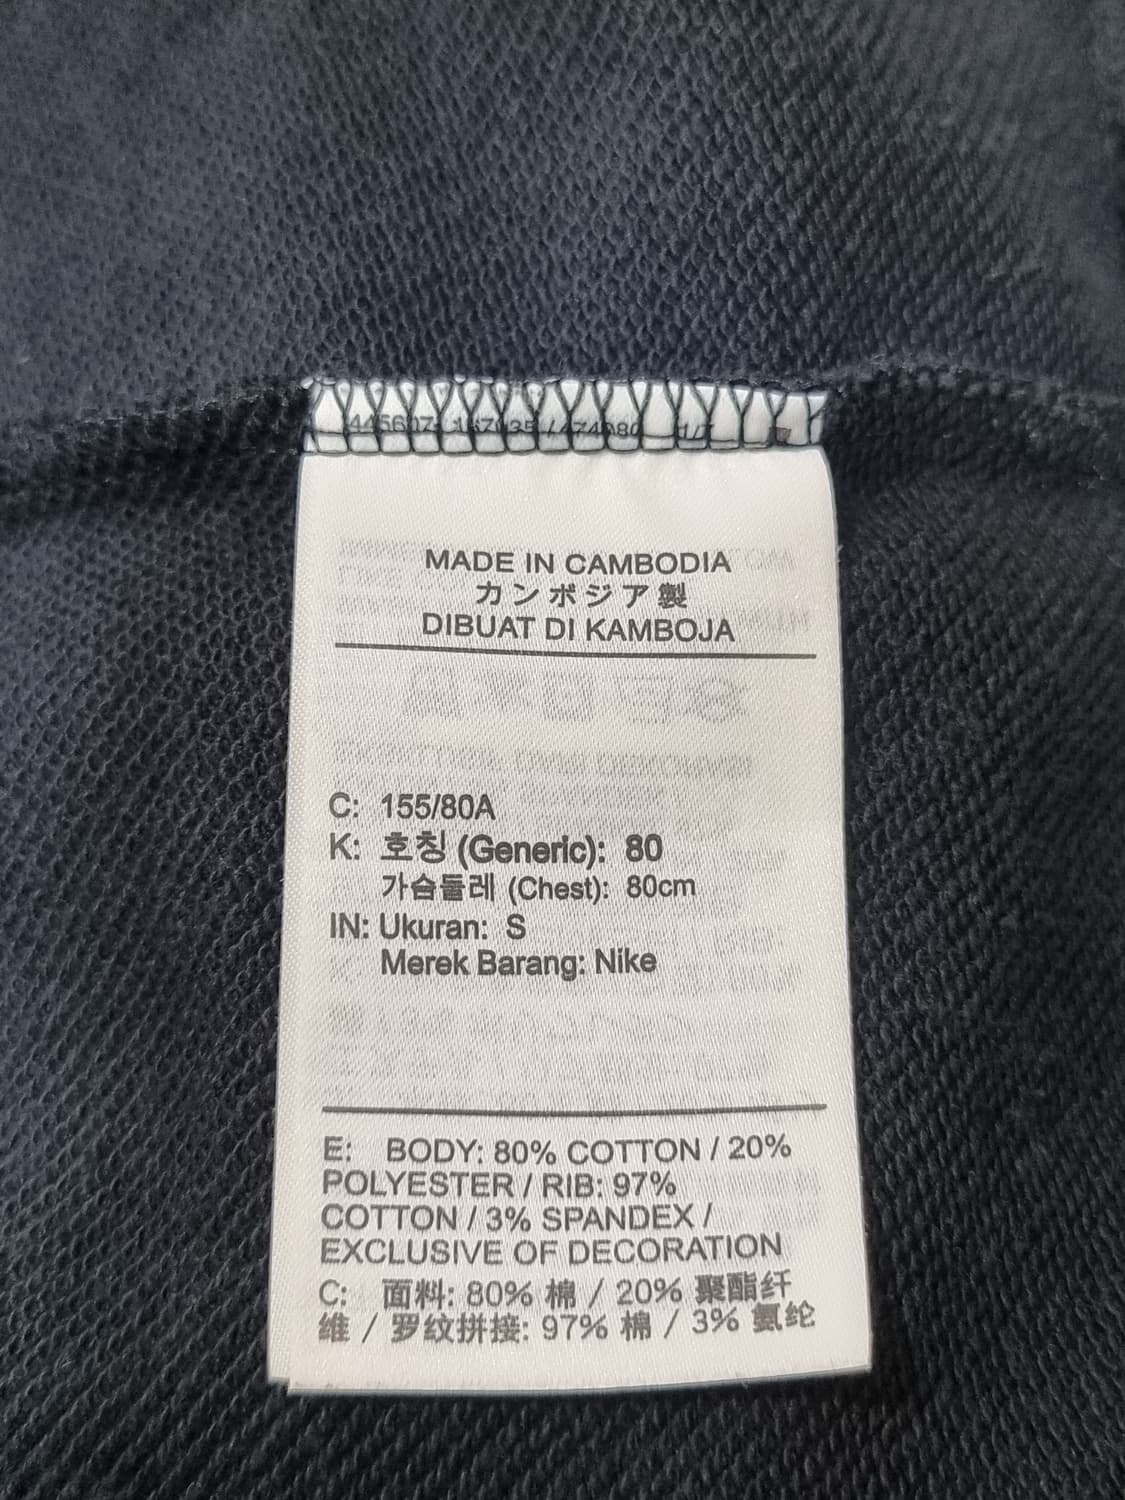 MADE IN CAMBODIA
カンボジア製
DIBUAT DI KAMBOJA
C: 155/80A
K: 호칭 (Generic): 80
가슴둘레 (Chest): 80cm
IN: Ukuran: S
Merek Barang: Nike
E: BODY: 80% COTTON / 20%
POLYESTER / RIB: 97%
COTTON / 3% SPANDEX /
EXCLUSIVE OF DECORATION
C: 面料: 80% 棉 / 20% 聚酯纤
维 / 罗纹拼接: 97% 棉 / 3% 氨纶